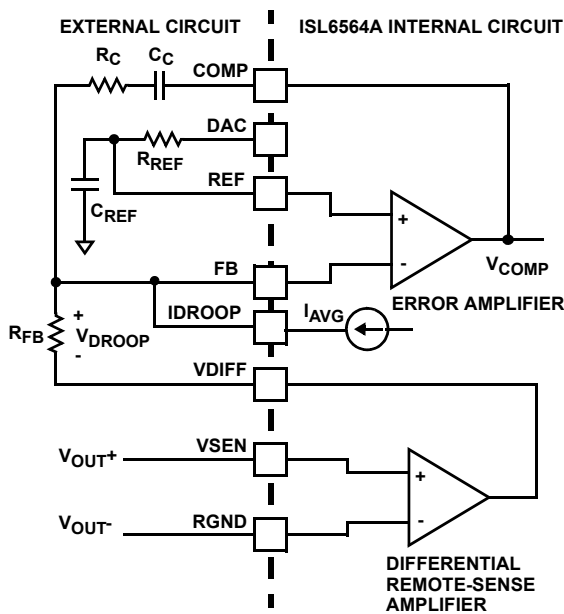 EXTERNAL CIRCUIT
ISL6564A INTERNAL CIRCUIT
RC CC COMP
DAC
RREF
REF
CREF
+
-
VCOMP
FB
ERROR AMPLIFIER
IDROOP IAVG
RFB
+
VDROOP
-
VDIFF
VOUT+ VSEN
+
VOUT- RGND
-
DIFFERENTIAL
REMOTE-SENSE
AMPLIFIER